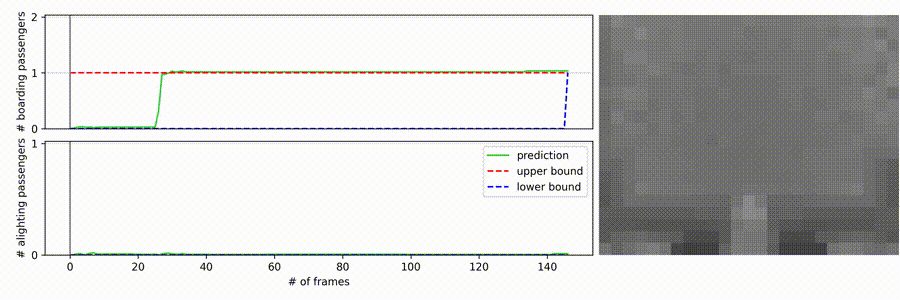 # boarding passengers
2
1
0
# alighting passengers
1
0
prediction
upper bound
lower bound
0 20 40 60 80 100 120 140
# of frames